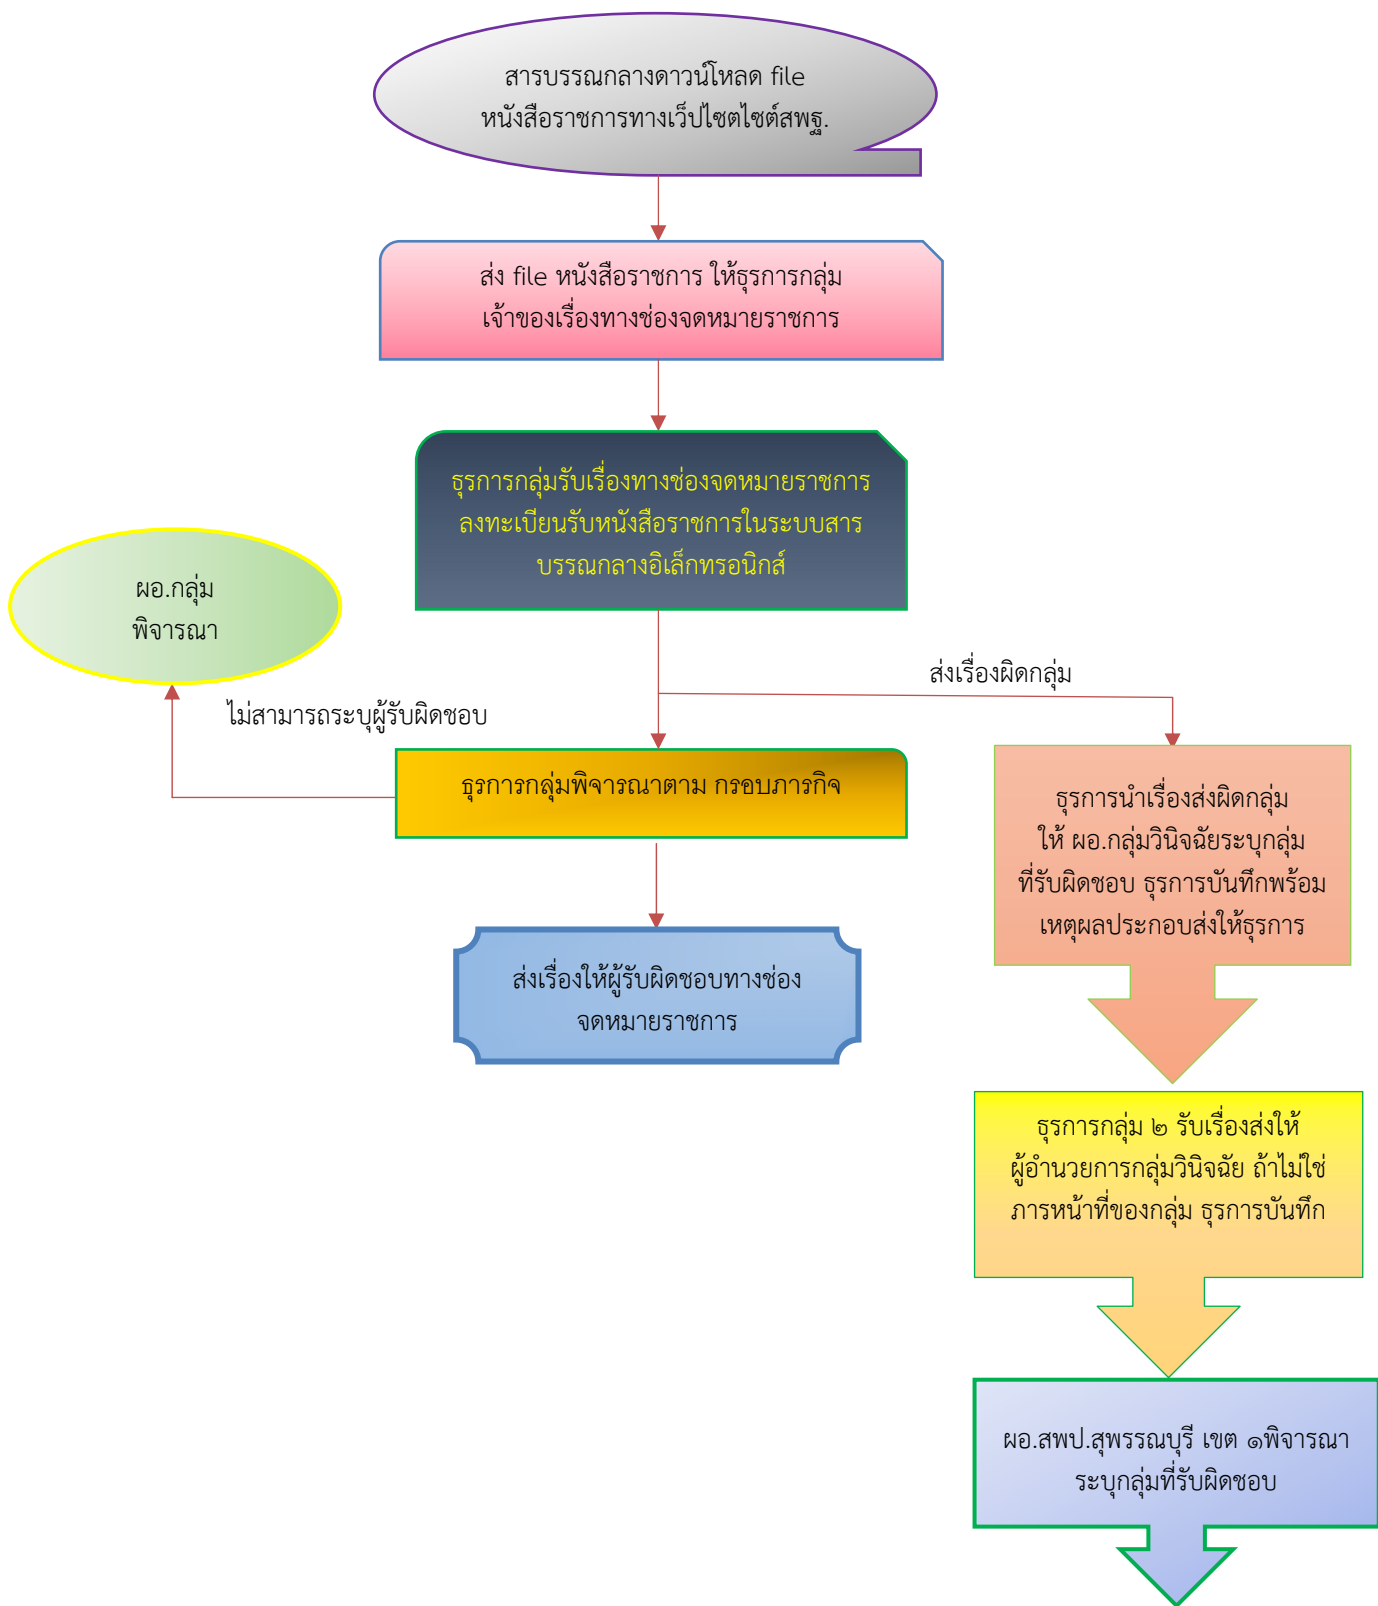 สารบรรณกลางดาวน์โหลด file
หนังสือราชการทางเว็ปไซตไซต์สพฐ.
ส่ง file หนังสือราชการ ให้ธุรการกลุ่ม
เจ้าของเรื่องทางช่องจดหมายราชการ
ธุรการกลุ่มรับเรื่องทางช่องจดหมายราชการ
ลงทะเบียนรับหนังสือราชการในระบบสาร
บรรณกลางอิเล็กทรอนิกส์
ผอ.กลุ่ม
พิจารณา
ส่งเรื่องผิดกลุ่ม
ไม่สามารถระบุผู้รับผิดชอบ
ธุรการกลุ่มพิจารณาตาม กรอบภารกิจ
ส่งเรื่องให้ผู้รับผิดชอบทางช่อง
จดหมายราชการ
ธุรการนำเรื่องส่งผิดกลุ่ม
ให้ ผอ.กลุ่มวินิจฉัยระบุกลุ่ม
ที่รับผิดชอบ ธุรการบันทึกพร้อม
เหตุผลประกอบส่งให้ธุรการ
ธุรการกลุ่ม ๒ รับเรื่องส่งให้
ผู้อำนวยการกลุ่มวินิจฉัย ถ้าไม่ใช่
ภารหน้าที่ของกลุ่ม ธุรการบันทึก
ผอ.สพป.สุพรรณบุรี เขต ๑พิจารณา
ระบุกลุ่มที่รับผิดชอบ